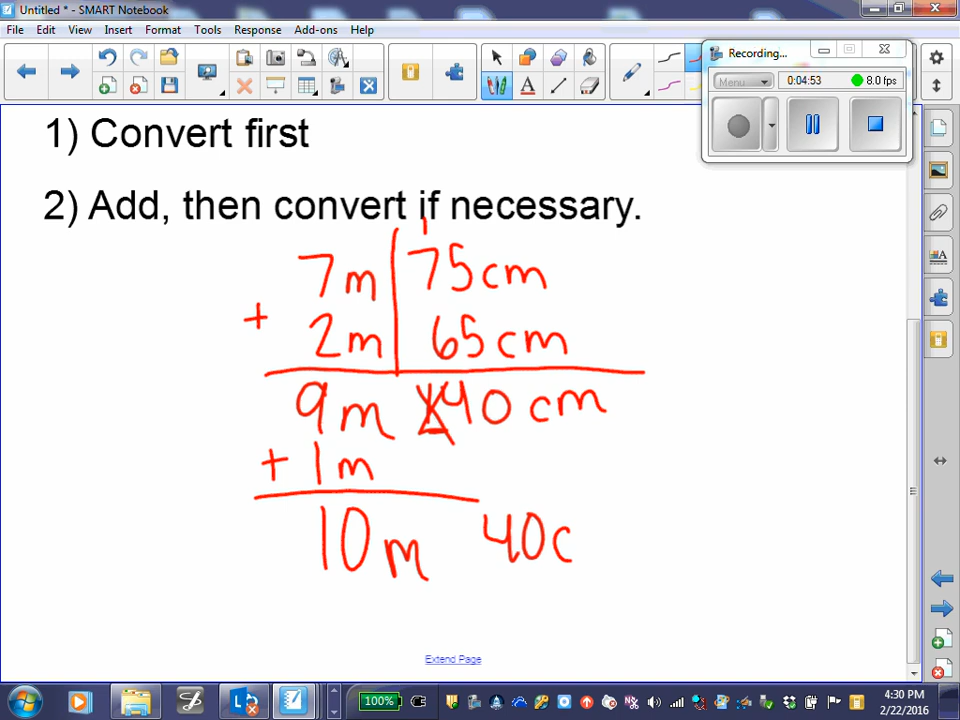 Untitled * - SMART Notebook
File Edit View Insert Format Tools Response Add-ons Help
Recording...
Menu 0:04:53 8.0 fps
1) Convert first
2) Add, then convert if necessary.
1
7m 75cm
+ 2m 65cm
9m 140cm
+ 1m
10m 40c
Extend Page
100% 4:30 PM
2/22/2016